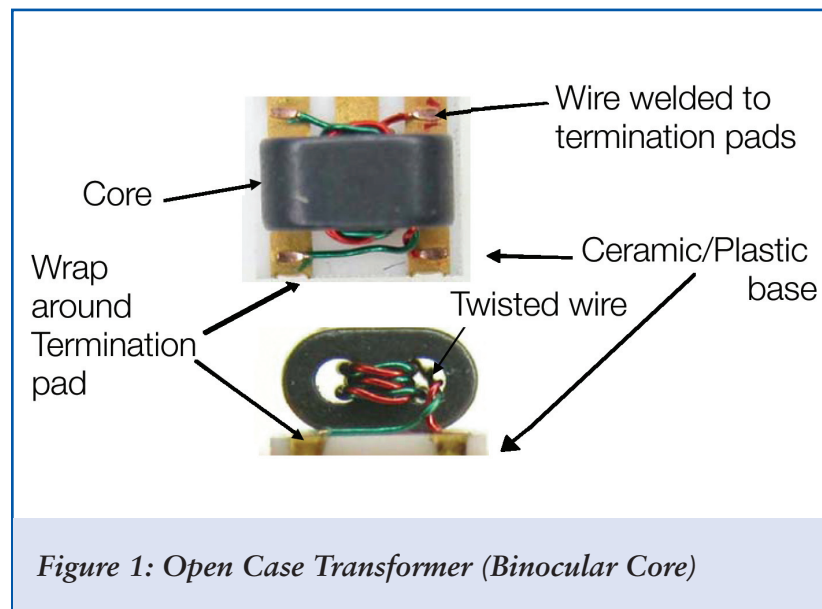 Wire welded to
termination pads
Core
Ceramic/Plastic
base
Wrap
around
Termination
pad
Twisted wire
Figure 1: Open Case Transformer (Binocular Core)